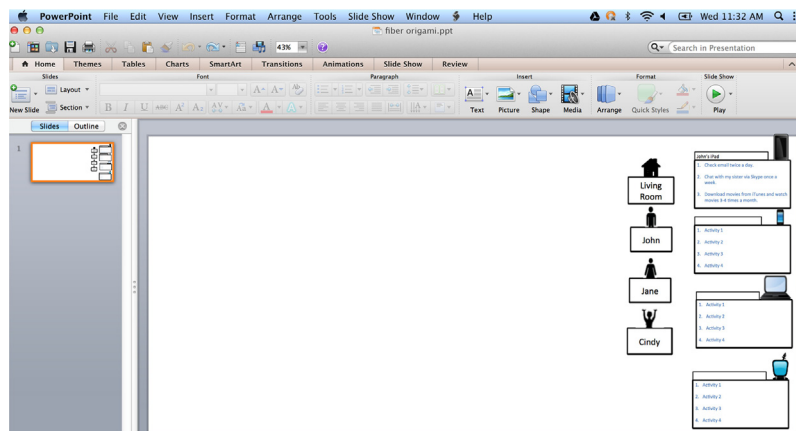 PowerPoint File Edit View Insert Format Arrange Tools Slide Show Window Help Wed 11:32 AM
fiber origami.ppt
43% Search in Presentation
Home Themes Tables Charts SmartArt Transitions Animations Slide Show Review
Slides Font Paragraph Insert Format Slide Show
Layout
Section
B I U ABC A² A₂ AV Aa A A
New Slide Text Picture Shape Media Arrange Quick Styles Play
Slides Outline
1
Living
Room
John
Jane
Cindy
John's iPad
1. Check email twice a day.
2. Chat with my sister via Skype once a
week.
3. Download movies from iTunes and watch
movies 3-4 times a month.
1. Activity 1
2. Activity 2
3. Activity 3
4. Activity 4
1. Activity 1
2. Activity 2
3. Activity 3
4. Activity 4
1. Activity 1
2. Activity 2
3. Activity 3
4. Activity 4